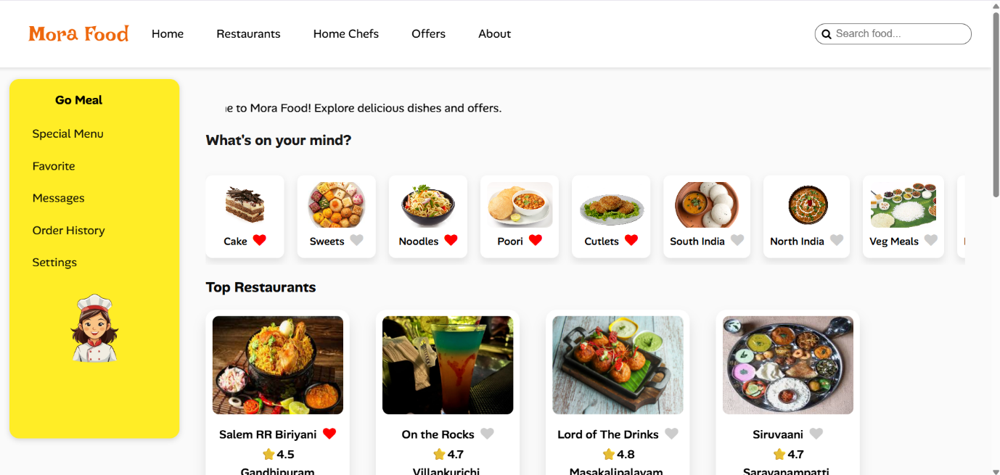 Mora Food
Home
Restaurants
Home Chefs
Offers
About
Search food...
Go Meal
Special Menu
Favorite
Messages
Order History
Settings
e to Mora Food! Explore delicious dishes and offers.
What's on your mind?
Cake
Sweets
Noodles
Poori
Cutlets
South India
North India
Veg Meals
Top Restaurants
Salem RR Biriyani
On the Rocks
Lord of The Drinks
Siruvaani
4.5
4.7
4.8
4.7
Gandhipuram
Villankurichi
Masakalipalayam
Saravanampatti